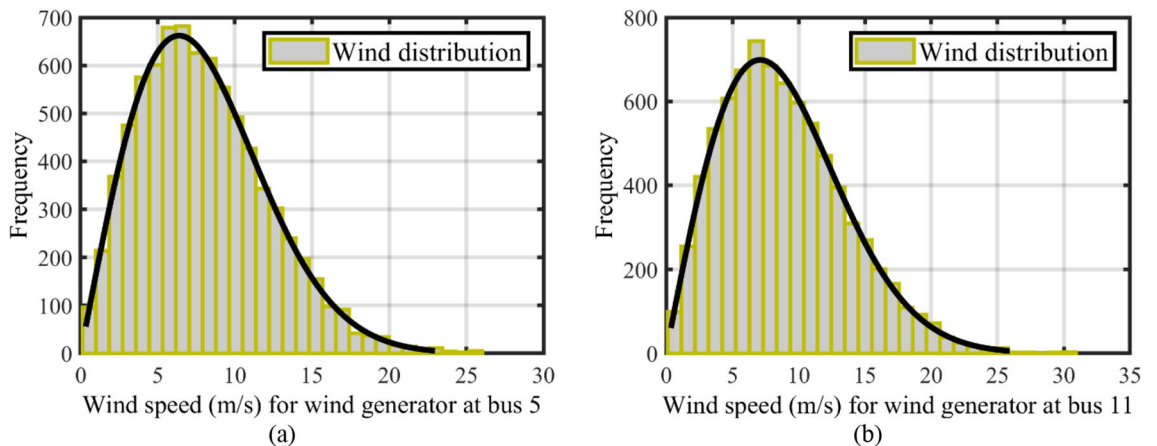 700
600
500
400
300
200
100
0
Frequency
Wind distribution
0 5 10 15 20 25 30
Wind speed (m/s) for wind generator at bus 5
(a)
800
600
400
200
0
Frequency
Wind distribution
0 5 10 15 20 25 30 35
Wind speed (m/s) for wind generator at bus 11
(b)